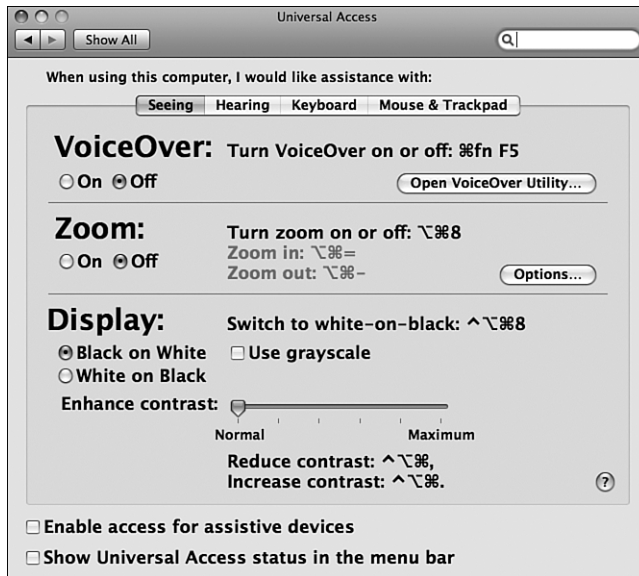 Universal Access
Show All
When using this computer, I would like assistance with:
Seeing Hearing Keyboard Mouse & Trackpad
VoiceOver: Turn VoiceOver on or off: ⌘fn F5
On Off Open VoiceOver Utility...
Zoom: Turn zoom on or off: ⌥⌘8
On Off Zoom in: ⌥⌘=
Zoom out: ⌥⌘-
Options...
Display: Switch to white-on-black: ^⌥⌘8
Black on White Use grayscale
White on Black
Enhance contrast:
Normal Maximum
Reduce contrast: ^⌥⌘,
Increase contrast: ^⌥⌘.
?
Enable access for assistive devices
Show Universal Access status in the menu bar